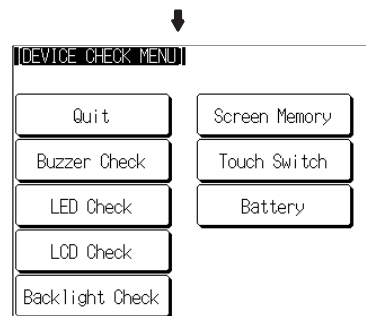 [DEVICE CHECK MENU]
Quit
Screen Memory
Buzzer Check
Touch Switch
LED Check
Battery
LCD Check
Backlight Check